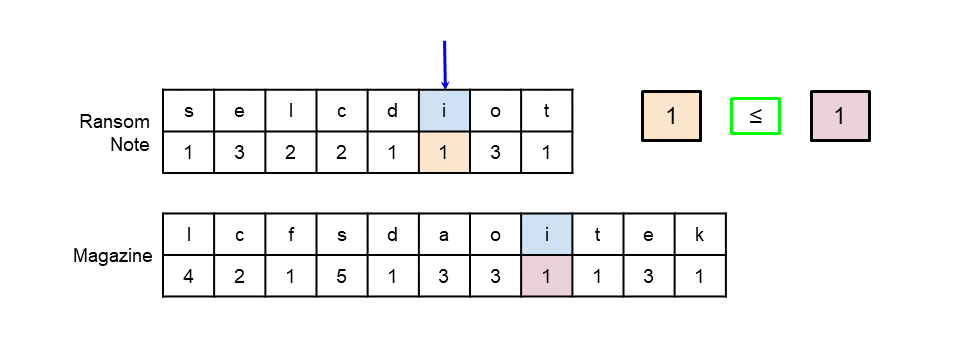 Ransom Note
s e l c d i o t
1 3 2 2 1 1 3 1
1 ≤ 1
Magazine
l c f s d a o i t e k
4 2 1 5 1 3 3 1 1 3 1